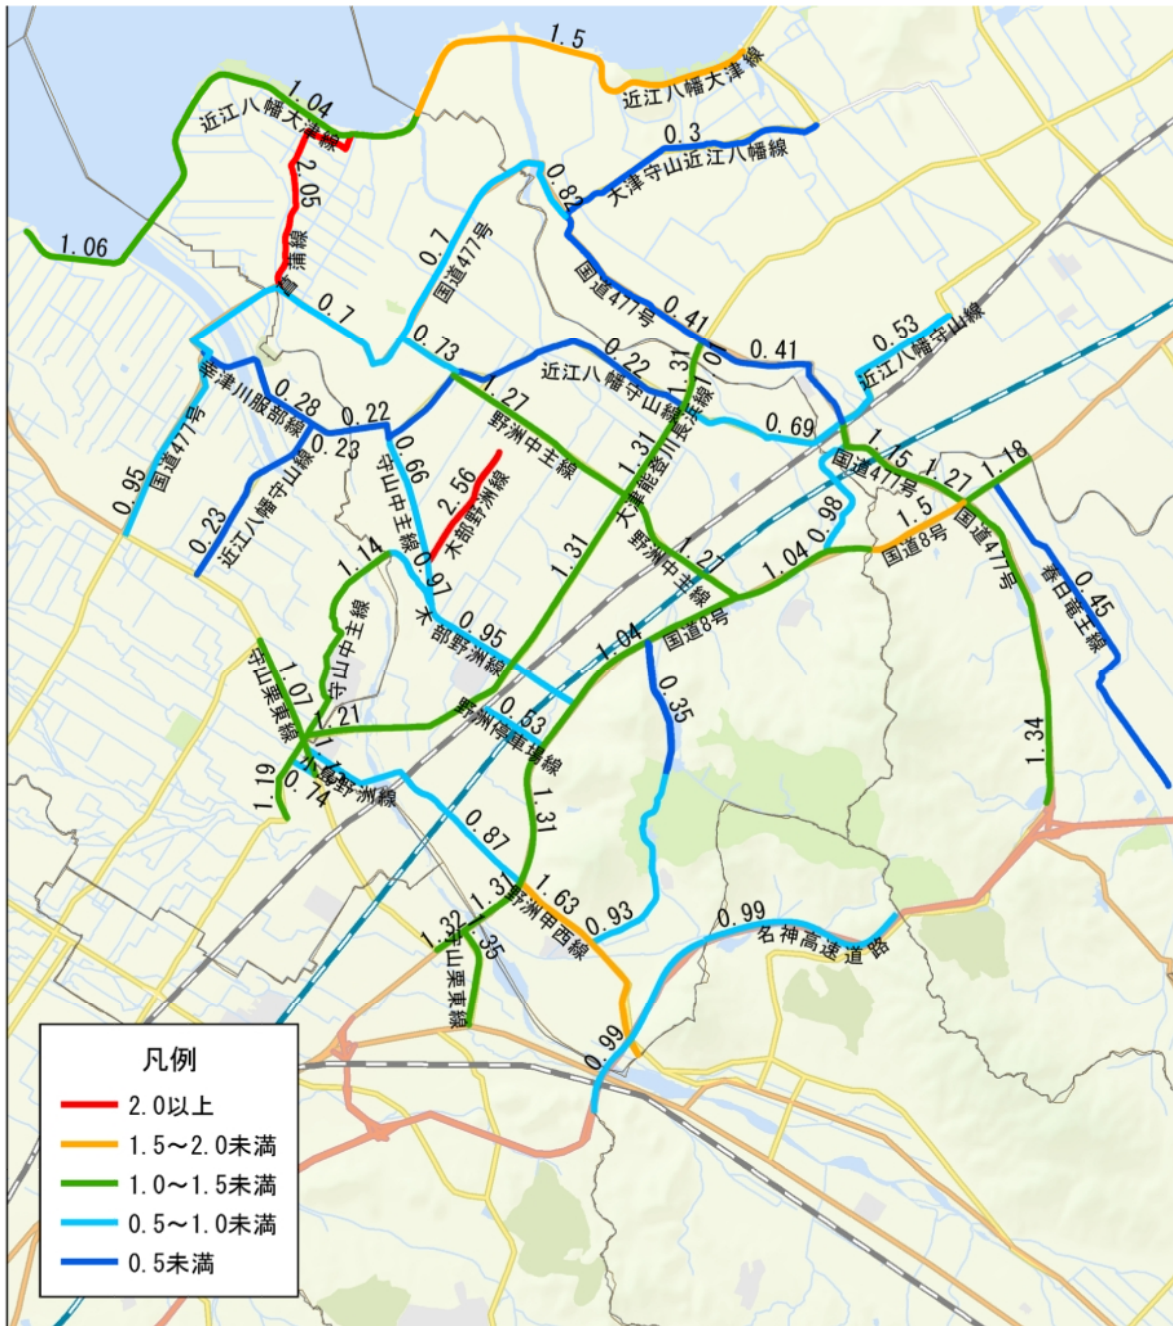 1.5
近江八幡大津線
1.04
近江八幡大津線
0.3
大津守山近江八幡線
2.05
菖蒲線
0.82
1.06
0.7
国道477号
国道477号
0.41
0.7
0.73
0.41
0.53
近江八幡守山線
1.31
0.22
近江八幡守山線
1.27
野洲中主線
0.69
幸津川服部線
0.28
0.22
0.23
国道477号
0.95
0.23
近江八幡守山線
0.66
守山中主線
2.56
木部野洲線
1.31
大津能登川長浜線
1.15
国道477号
1.27
1.18
1.5
国道8号
国道477号
0.98
1.04
1.21
野洲中主線
0.45
春日竜王線
1.14
守山中主線
0.97
0.95
木部野洲線
1.31
1.04
国道8号
0.35
1.07
守山栗東線
1.21
0.53
野洲停車場線
1.34
1.19
0.74
0.87
1.31
1.63
野洲甲西線
0.93
0.99
名神高速道路
1.32
1.35
守山栗東線
0.99
凡例
2.0以上
1.5～2.0未満
1.0～1.5未満
0.5～1.0未満
0.5未満